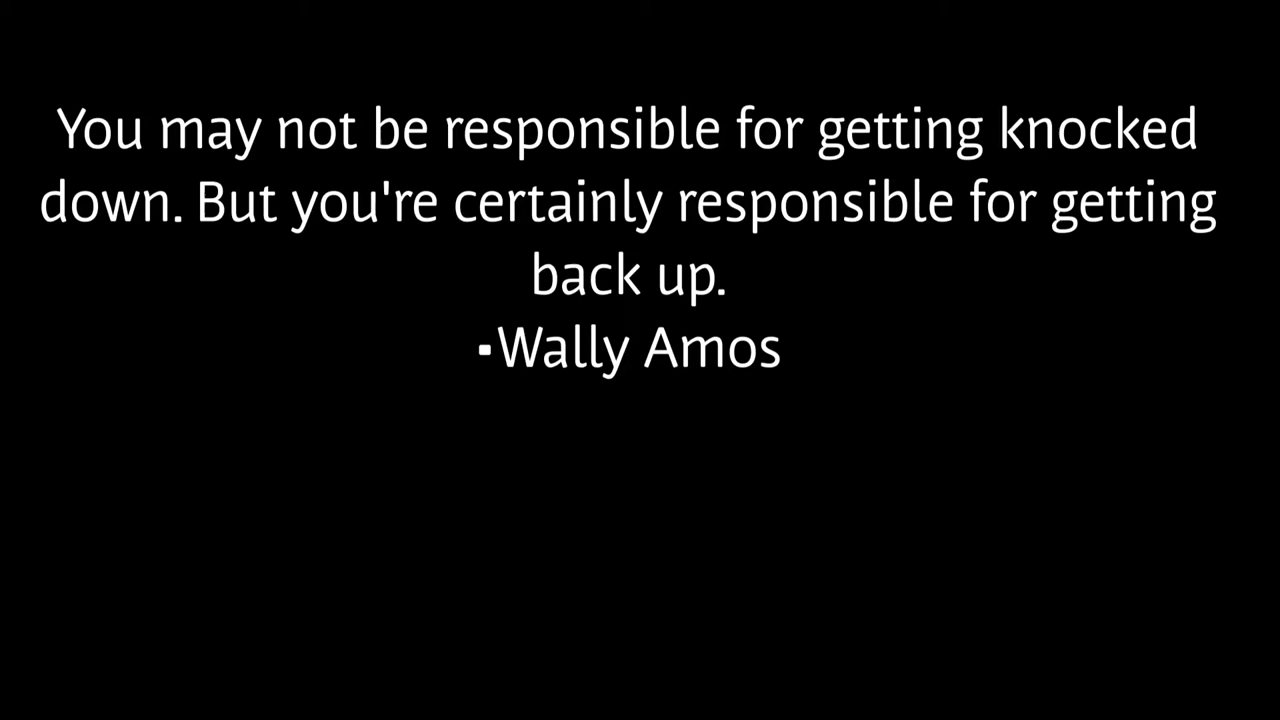 You may not be responsible for getting knocked
down. But you're certainly responsible for getting
back up.
▪Wally Amos